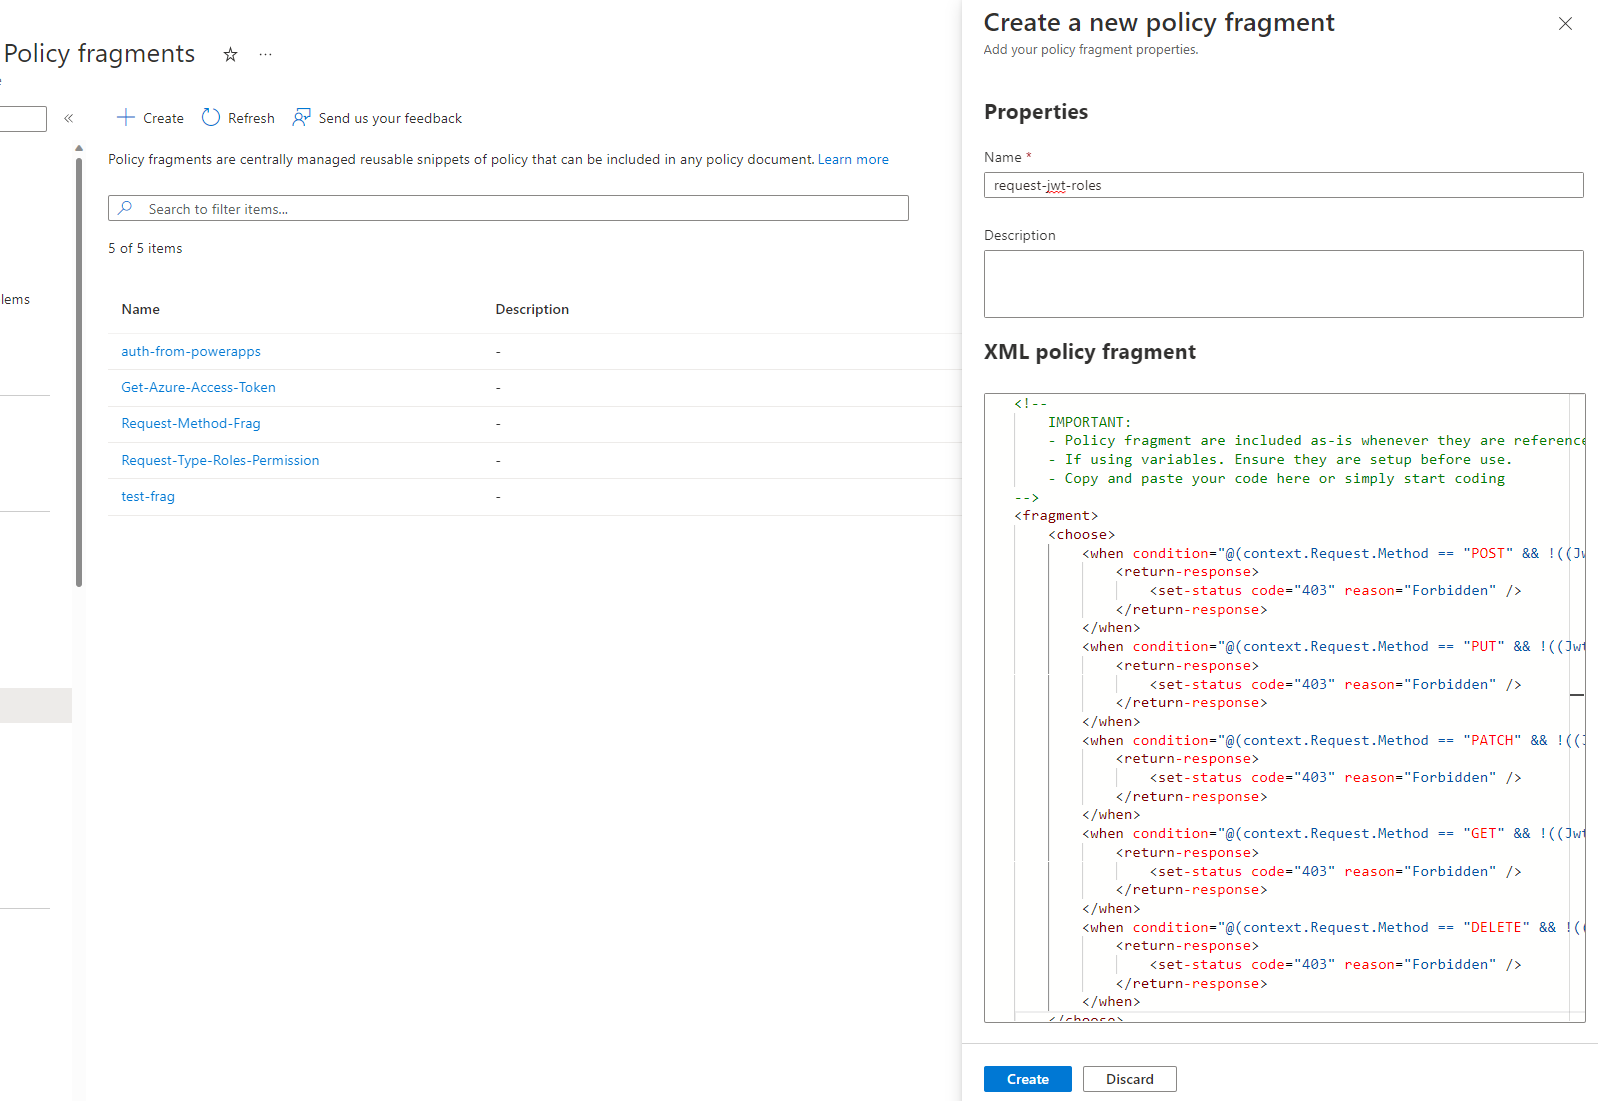 Policy fragments
Create
Refresh
Send us your feedback
Policy fragments are centrally managed reusable snippets of policy that can be included in any policy document. Learn more
Search to filter items...
5 of 5 items
lems
Name
Description
auth-from-powerapps
-
Get-Azure-Access-Token
-
Request-Method-Frag
-
Request-Type-Roles-Permission
-
test-frag
-
Create a new policy fragment
Add your policy fragment properties.
Properties
Name *
request-jwt-roles
Description
XML policy fragment
<!--
IMPORTANT:
- Policy fragment are included as-is whenever they are reference
- If using variables. Ensure they are setup before use.
- Copy and paste your code here or simply start coding
-->
<fragment>
<choose>
<when condition="@(context.Request.Method == "POST" && !((Jw
<return-response>
<set-status code="403" reason="Forbidden" />
</return-response>
</when>
<when condition="@(context.Request.Method == "PUT" && !((Jwt
<return-response>
<set-status code="403" reason="Forbidden" />
</return-response>
</when>
<when condition="@(context.Request.Method == "PATCH" && !((J
<return-response>
<set-status code="403" reason="Forbidden" />
</return-response>
</when>
<when condition="@(context.Request.Method == "GET" && !((Jwt
<return-response>
<set-status code="403" reason="Forbidden" />
</return-response>
</when>
<when condition="@(context.Request.Method == "DELETE" && !((
<return-response>
<set-status code="403" reason="Forbidden" />
</return-response>
</when>
</choose>
Create
Discard